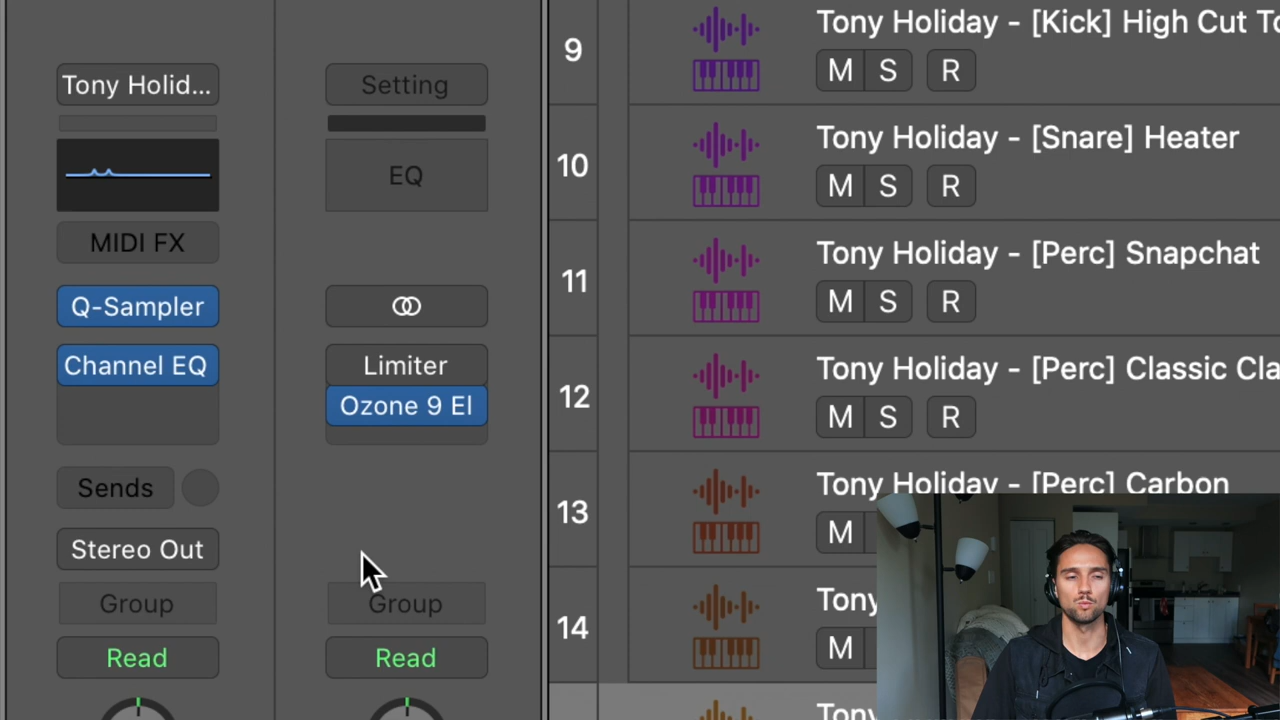 Tony Holid...
MIDI FX
Q-Sampler
Channel EQ
Sends
Stereo Out
Group
Read
Setting
EQ
Limiter
Ozone 9 El
Group
Read
9
Tony Holiday - [Kick] High Cut To
M S R
10
Tony Holiday - [Snare] Heater
M S R
11
Tony Holiday - [Perc] Snapchat
M S R
12
Tony Holiday - [Perc] Classic Cla
M S R
13
Tony Holiday - [Perc] Carbon
M
14
Tony
M
Tony